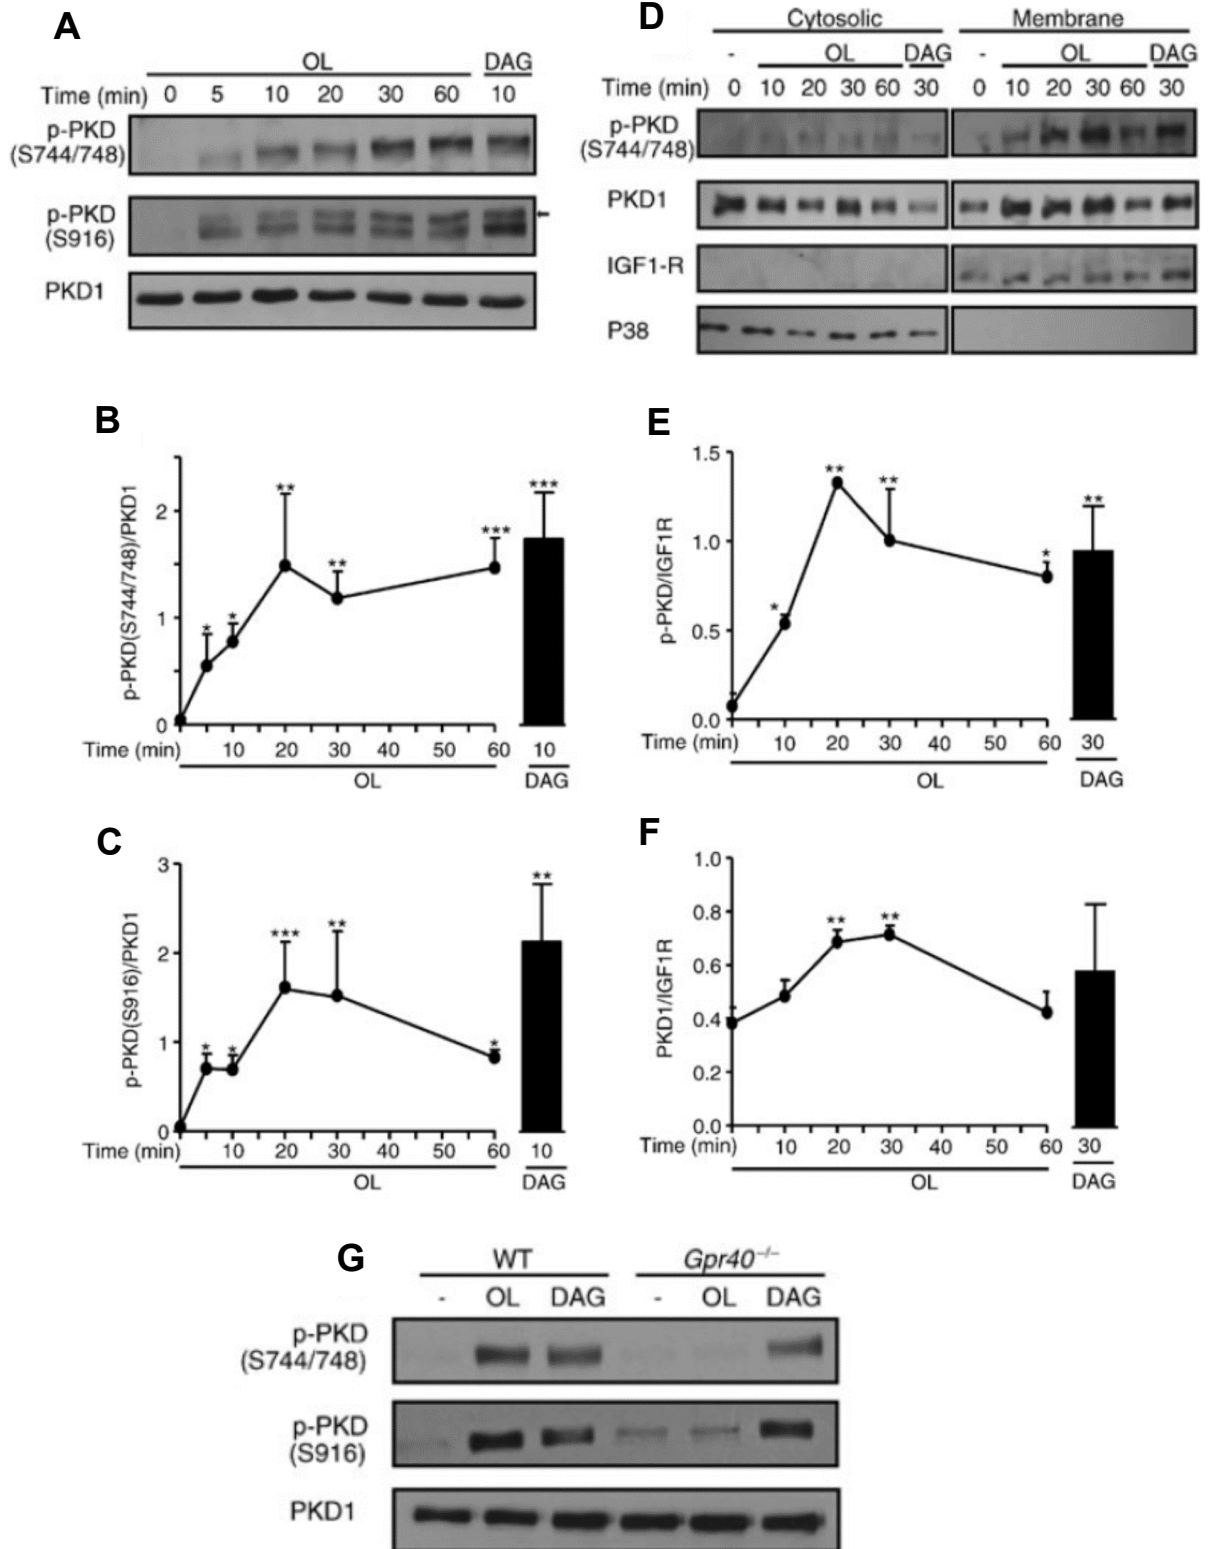 A
OL DAG
Time (min) 0 5 10 20 30 60 10
p-PKD
(S744/748)
p-PKD
(S916)
PKD1
D
Cytosolic Membrane
- OL DAG - OL DAG
Time (min) 0 10 20 30 60 30 0 10 20 30 60 30
p-PKD
(S744/748)
PKD1
IGF1-R
P38
B
p-PKD(S744/748)/PKD1
2
1
0
* * ** ** *** ***
Time (min) 10 20 30 40 50 60 10
OL DAG
E
p-PKD/IGF1R
1.5
1.0
0.5
0.0
* ** ** * **
Time (min) 10 20 30 40 50 60 30
OL DAG
C
p-PKD(S916)/PKD1
3
2
1
0
* * *** ** * **
Time (min) 10 20 30 40 50 60 10
OL DAG
F
PKD1/IGF1R
1.0
0.8
0.6
0.4
0.2
0.0
** **
Time (min) 10 20 30 40 50 60 30
OL DAG
G
WT Gpr40⁻/⁻
- OL DAG - OL DAG
p-PKD
(S744/748)
p-PKD
(S916)
PKD1